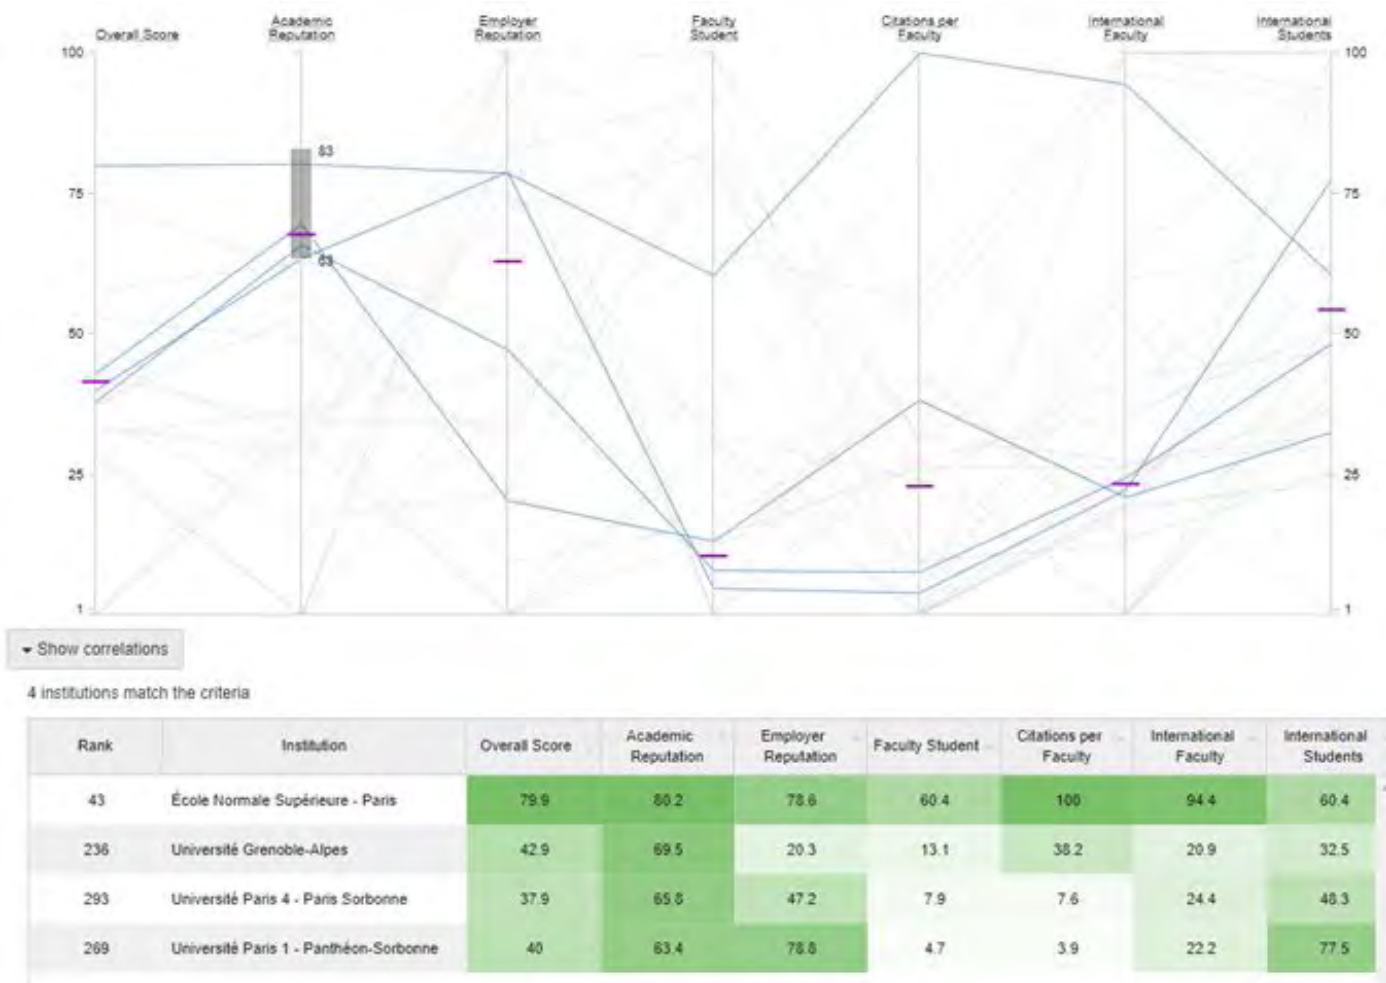 Overall Score
Academic
Reputation
Employer
Reputation
Faculty
Student
Citations per
Faculty
International
Faculty
International
Students
100
100
83
75
75
63
50
50
25
25
1
1
Show correlations
4 institutions match the criteria
Rank Institution Overall Score Academic Reputation Employer Reputation Faculty Student Citations per Faculty International Faculty International Students
43 École Normale Supérieure - Paris 79.9 80.2 78.6 60.4 100 94.4 60.4
236 Université Grenoble-Alpes 42.9 69.5 20.3 13.1 38.2 20.9 32.5
293 Université Paris 4 - Paris Sorbonne 37.9 65.8 47.2 7.9 7.6 24.4 48.3
269 Université Paris 1 - Panthéon-Sorbonne 40 63.4 78.8 4.7 3.9 22.2 77.5